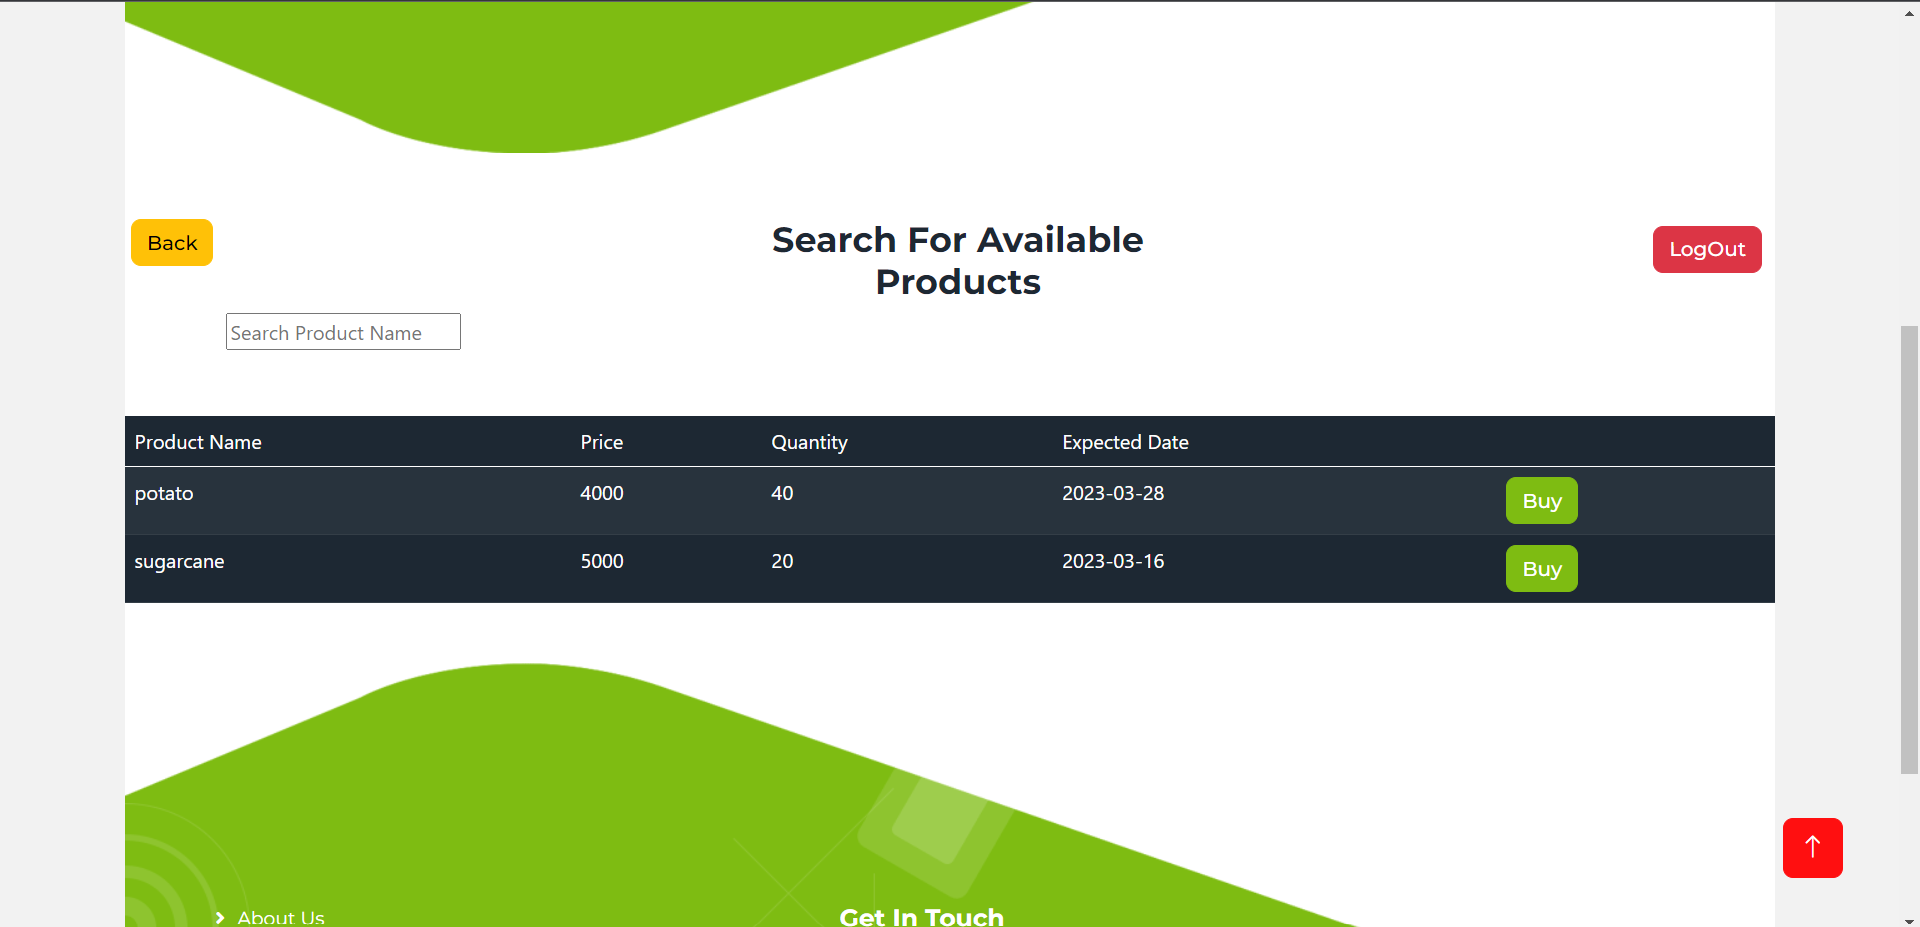 Back
Search For Available
Products
LogOut
Search Product Name
Product Name Price Quantity Expected Date
potato 4000 40 2023-03-28 Buy
sugarcane 5000 20 2023-03-16 Buy
About Us
Get In Touch